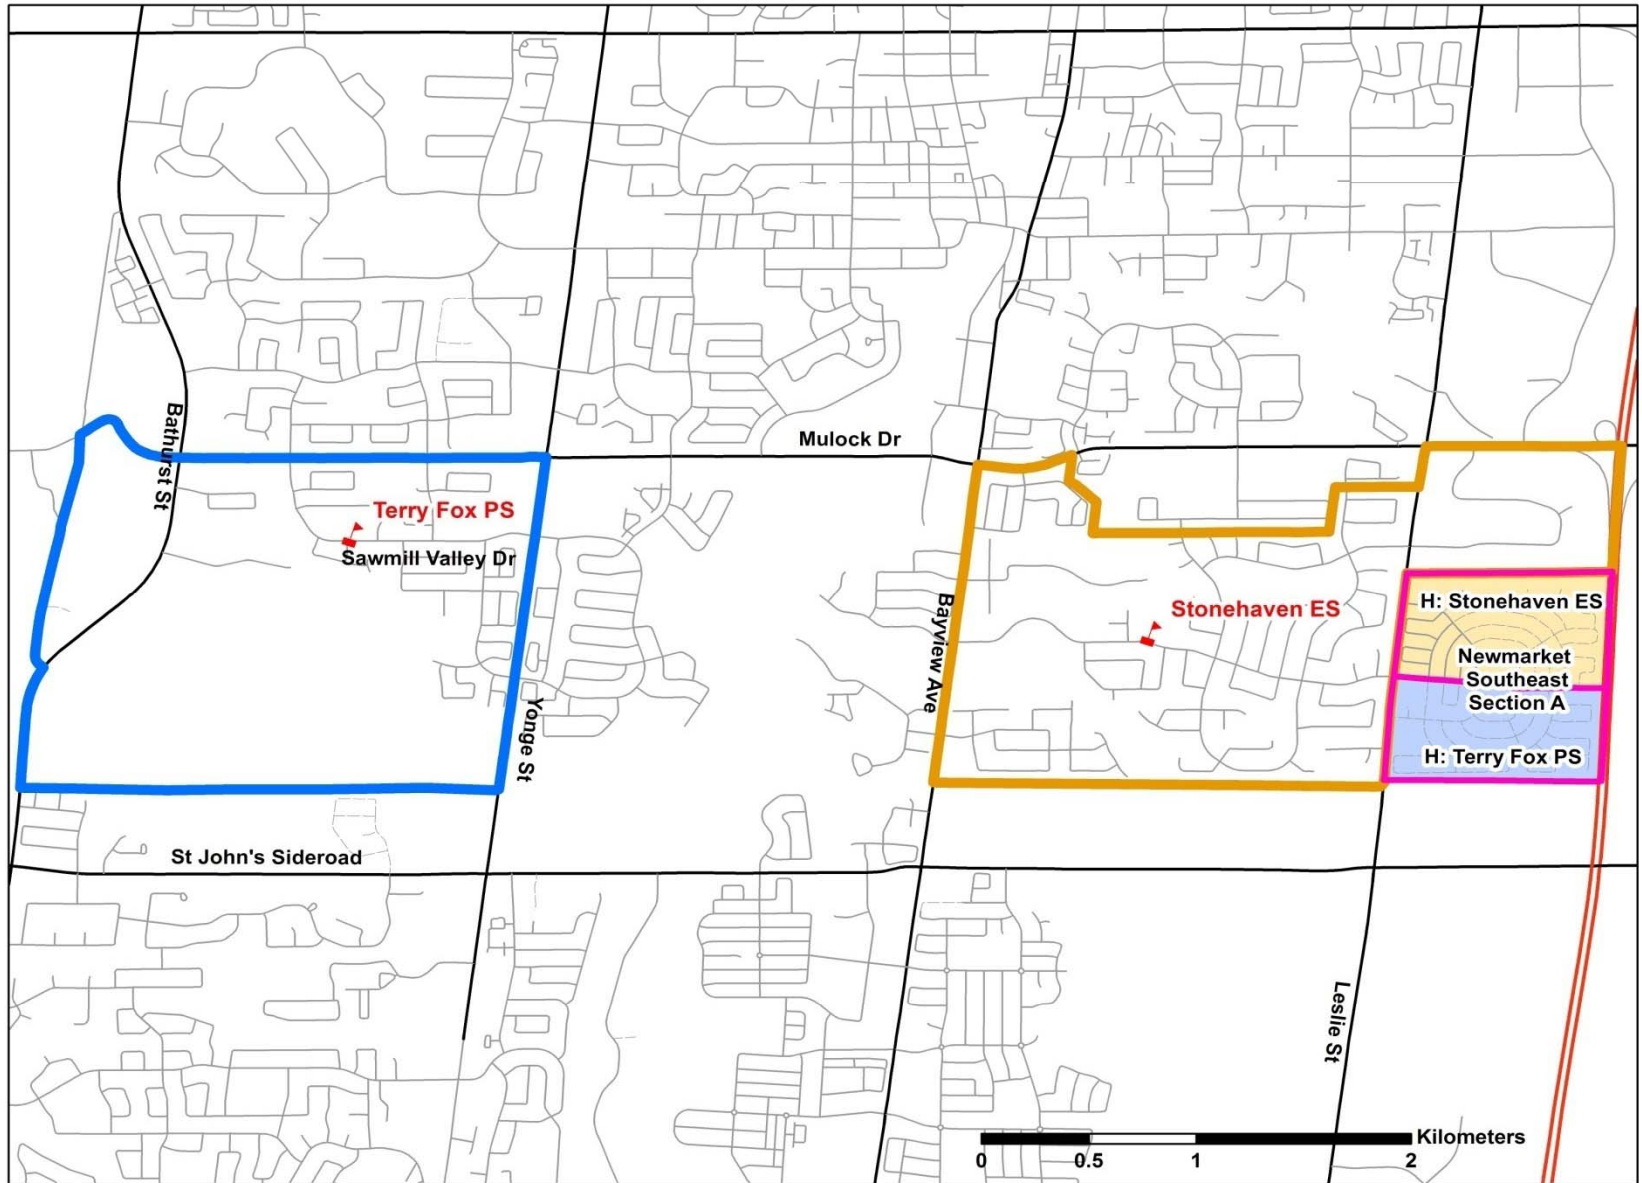 Mulock Dr
Bathurst St
Terry Fox PS
Sawmill Valley Dr
Stonehaven ES
H: Stonehaven ES
Newmarket
Southeast
Section A
H: Terry Fox PS
Bayview Ave
Yonge St
St John's Sideroad
Leslie St
Kilometers
0 0.5 1 2